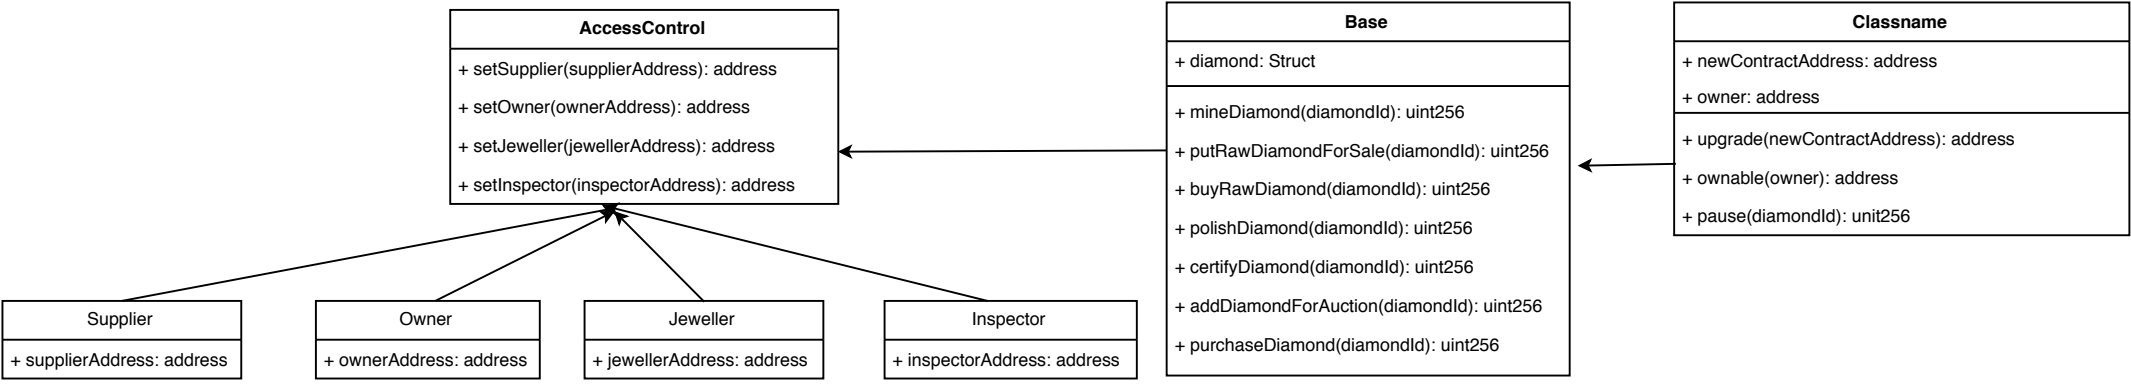 AccessControl
+ setSupplier(supplierAddress): address
+ setOwner(ownerAddress): address
+ setJeweller(jewellerAddress): address
+ setInspector(inspectorAddress): address
Base
+ diamond: Struct
+ mineDiamond(diamondId): uint256
+ putRawDiamondForSale(diamondId): uint256
+ buyRawDiamond(diamondId): uint256
+ polishDiamond(diamondId): uint256
+ certifyDiamond(diamondId): uint256
+ addDiamondForAuction(diamondId): uint256
+ purchaseDiamond(diamondId): uint256
Classname
+ newContractAddress: address
+ owner: address
+ upgrade(newContractAddress): address
+ ownable(owner): address
+ pause(diamondId): unit256
Supplier
+ supplierAddress: address
Owner
+ ownerAddress: address
Jeweller
+ jewellerAddress: address
Inspector
+ inspectorAddress: address